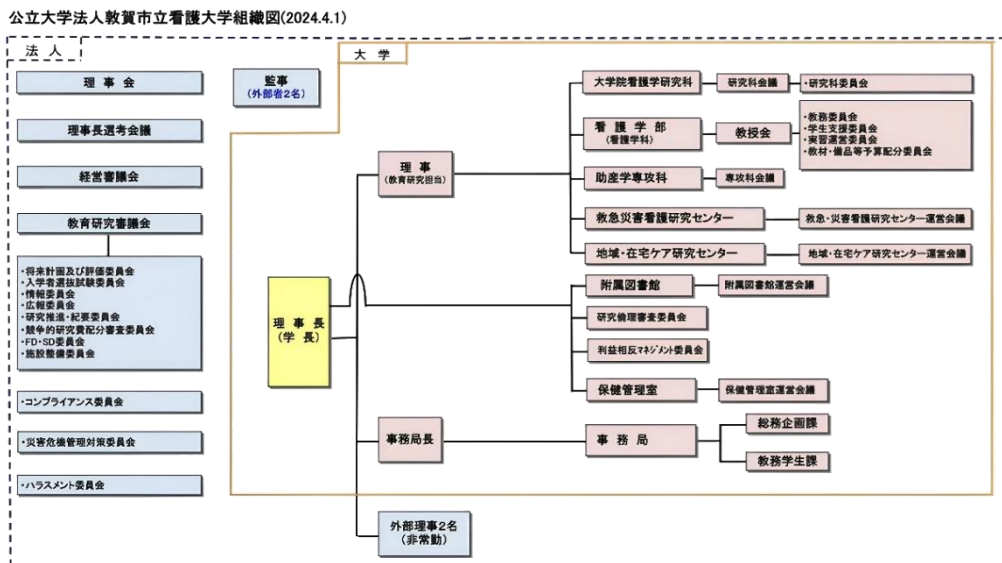 公立大学法人敦賀市立看護大学組織図(2024.4.1)
法 人
大 学
理 事 会
理事長選考会議
経営審議会
教育研究審議会
・将来計画及び評価委員会
・入学者選抜試験委員会
・情報委員会
・広報委員会
・研究推進・紀要委員会
・競争的研究費配分審査委員会
・FD・SD委員会
・施設整備委員会
・コンプライアンス委員会
・災害危機管理対策委員会
・ハラスメント委員会
監事
(外部省2名)
理 事 長
(学 長)
理 事
(教育研究担当)
事務局長
外部理事2名
(非常勤)
大学院看護学研究科
研究科会議
・研究科委員会
看 護 学 部
(看護学科)
教授会
・教務委員会
・学生支援委員会
・実習運営委員会
・教材・備品等予算配分委員会
助産学専攻科
専攻科会議
救急災害看護研究センター
救急・災害看護研究センター運営会議
地域・在宅ケア研究センター
地域・在宅ケア研究センター運営会議
附属図書館
附属図書館運営会議
研究倫理審査委員会
利益相反マネジメント委員会
保健管理室
保健管理室運営会議
事 務 局
総務企画課
教務学生課